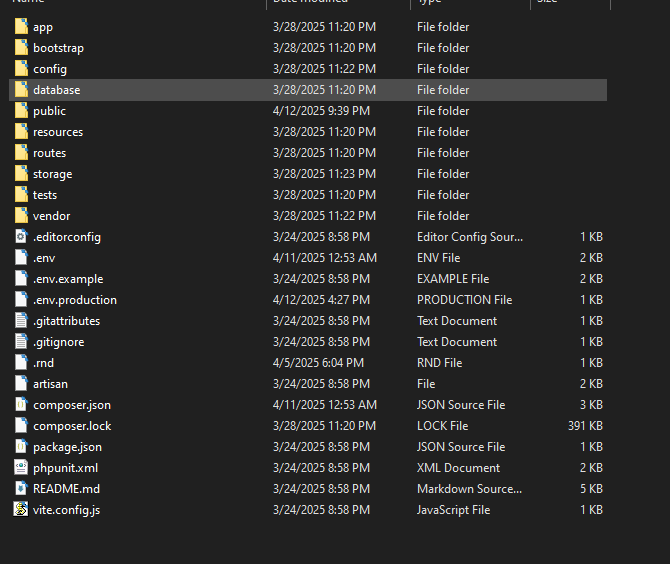 Name Date modified Type Size
app 3/28/2025 11:20 PM File folder
bootstrap 3/28/2025 11:20 PM File folder
config 3/28/2025 11:22 PM File folder
database 3/28/2025 11:20 PM File folder
public 4/12/2025 9:39 PM File folder
resources 3/28/2025 11:20 PM File folder
routes 3/28/2025 11:20 PM File folder
storage 3/28/2025 11:23 PM File folder
tests 3/28/2025 11:20 PM File folder
vendor 3/28/2025 11:22 PM File folder
.editorconfig 3/24/2025 8:58 PM Editor Config Sour... 1 KB
.env 4/11/2025 12:53 AM ENV File 2 KB
.env.example 3/24/2025 8:58 PM EXAMPLE File 2 KB
.env.production 4/12/2025 4:27 PM PRODUCTION File 1 KB
.gitattributes 3/24/2025 8:58 PM Text Document 1 KB
.gitignore 3/24/2025 8:58 PM Text Document 1 KB
.rnd 4/5/2025 6:04 PM RND File 1 KB
artisan 3/24/2025 8:58 PM File 2 KB
composer.json 4/11/2025 12:53 AM JSON Source File 3 KB
composer.lock 3/28/2025 11:20 PM LOCK File 391 KB
package.json 3/24/2025 8:58 PM JSON Source File 1 KB
phpunit.xml 3/24/2025 8:58 PM XML Document 2 KB
README.md 3/24/2025 8:58 PM Markdown Source... 5 KB
vite.config.js 3/24/2025 8:58 PM JavaScript File 1 KB